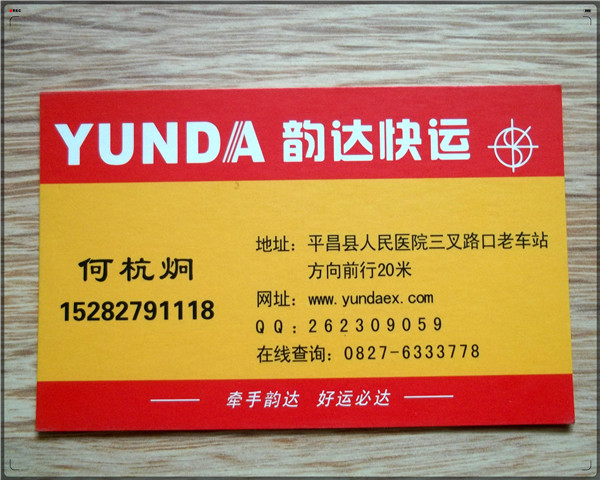 YUNDA 韵达快运
何杭炯
15282791118
地址：平昌县人民医院三叉路口老车站
方向前行20米
网址：www.yundaex.com
QQ：262309059
在线查询：0827-6333778
牵手韵达 好运必达